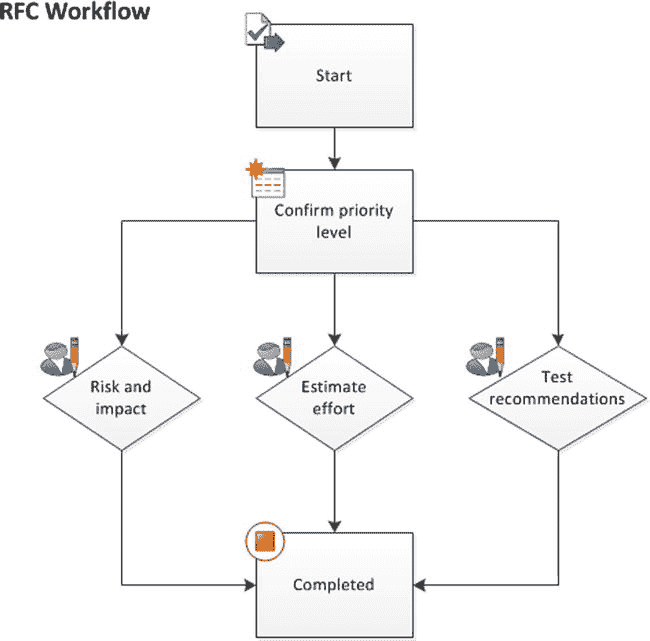 RFC Workflow
Start
Confirm priority
level
Risk and
impact
Estimate
effort
Test
recommendations
Completed